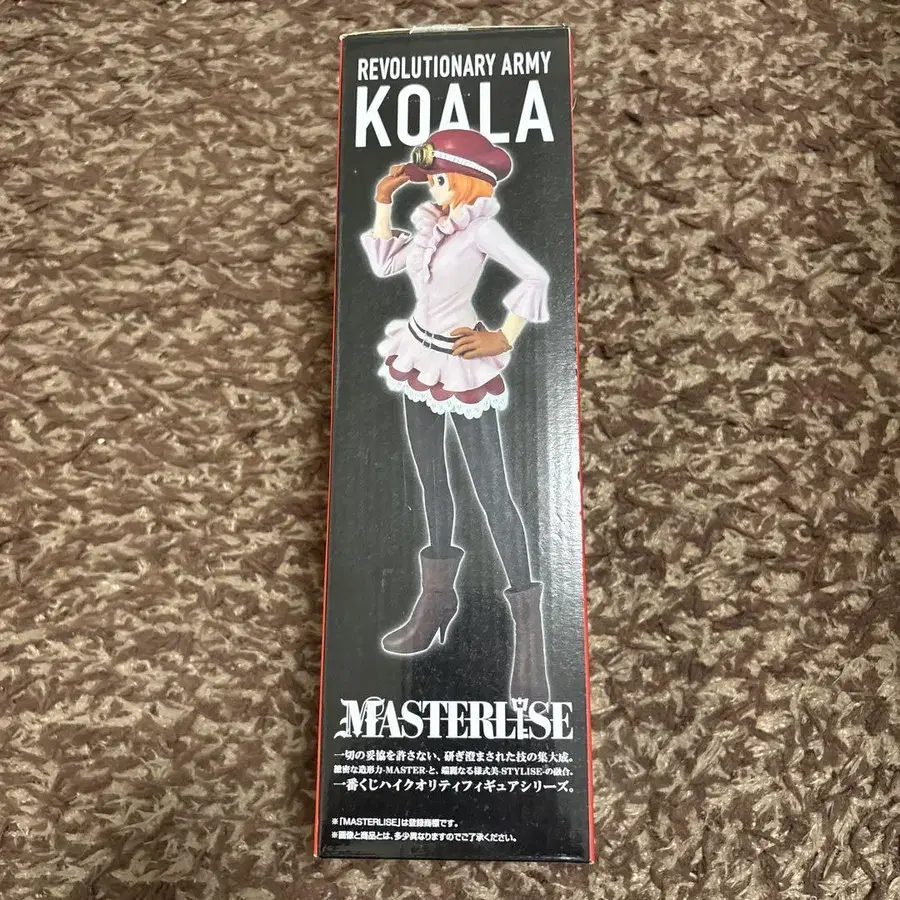 REVOLUTIONARY ARMY
KOALA
MASTERLISE
一切の妥協を許さない、研ぎ澄まされた技の集大成。
緻密な造形力-MASTER-と、端麗なる様式美-STYLISE-の融合。
一番くじハイクオリティフィギュアシリーズ。
※「MASTERLISE」は登録商標です。
※画像と商品とは、多少異なりますのでご了承ください。